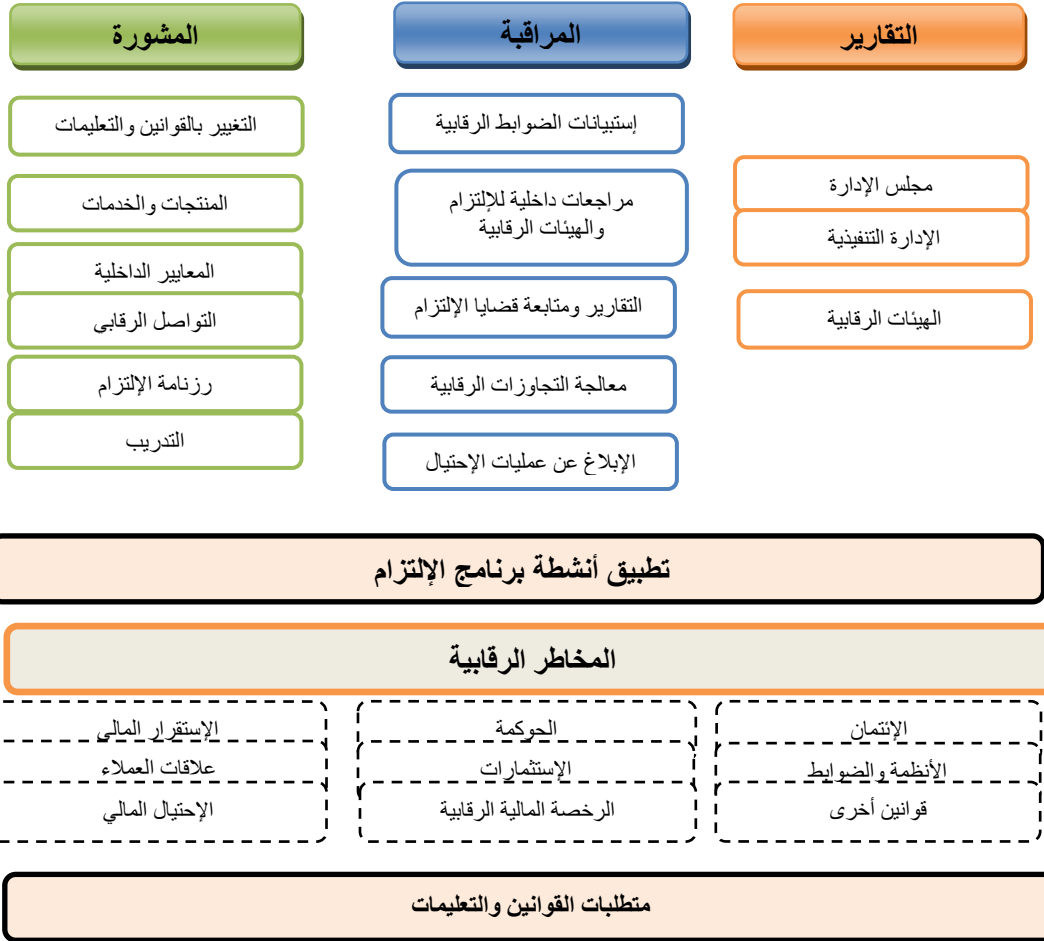 التقارير
مجلس الإدارة
الإدارة التنفيذية
الهيئات الرقابية
المراقبة
إستبيانات الضوابط الرقابية
مراجعات داخلية للإلتزام
والهيئات الرقابية
التقارير ومتابعة قضايا الإلتزام
معالجة التجاوزات الرقابية
الإبلاغ عن عمليات الإحتيال
المشورة
التغيير بالقوانين والتعليمات
المنتجات والخدمات
المعايير الداخلية
التواصل الرقابي
رزنامة الإلتزام
التدريب
تطبيق أنشطة برنامج الإلتزام
المخاطر الرقابية
الإئتمان
الأنظمة والضوابط
قوانين أخرى
الحوكمة
الإستثمارات
الرخصة المالية الرقابية
الإستقرار المالي
علاقات العملاء
الإحتيال المالي
متطلبات القوانين والتعليمات